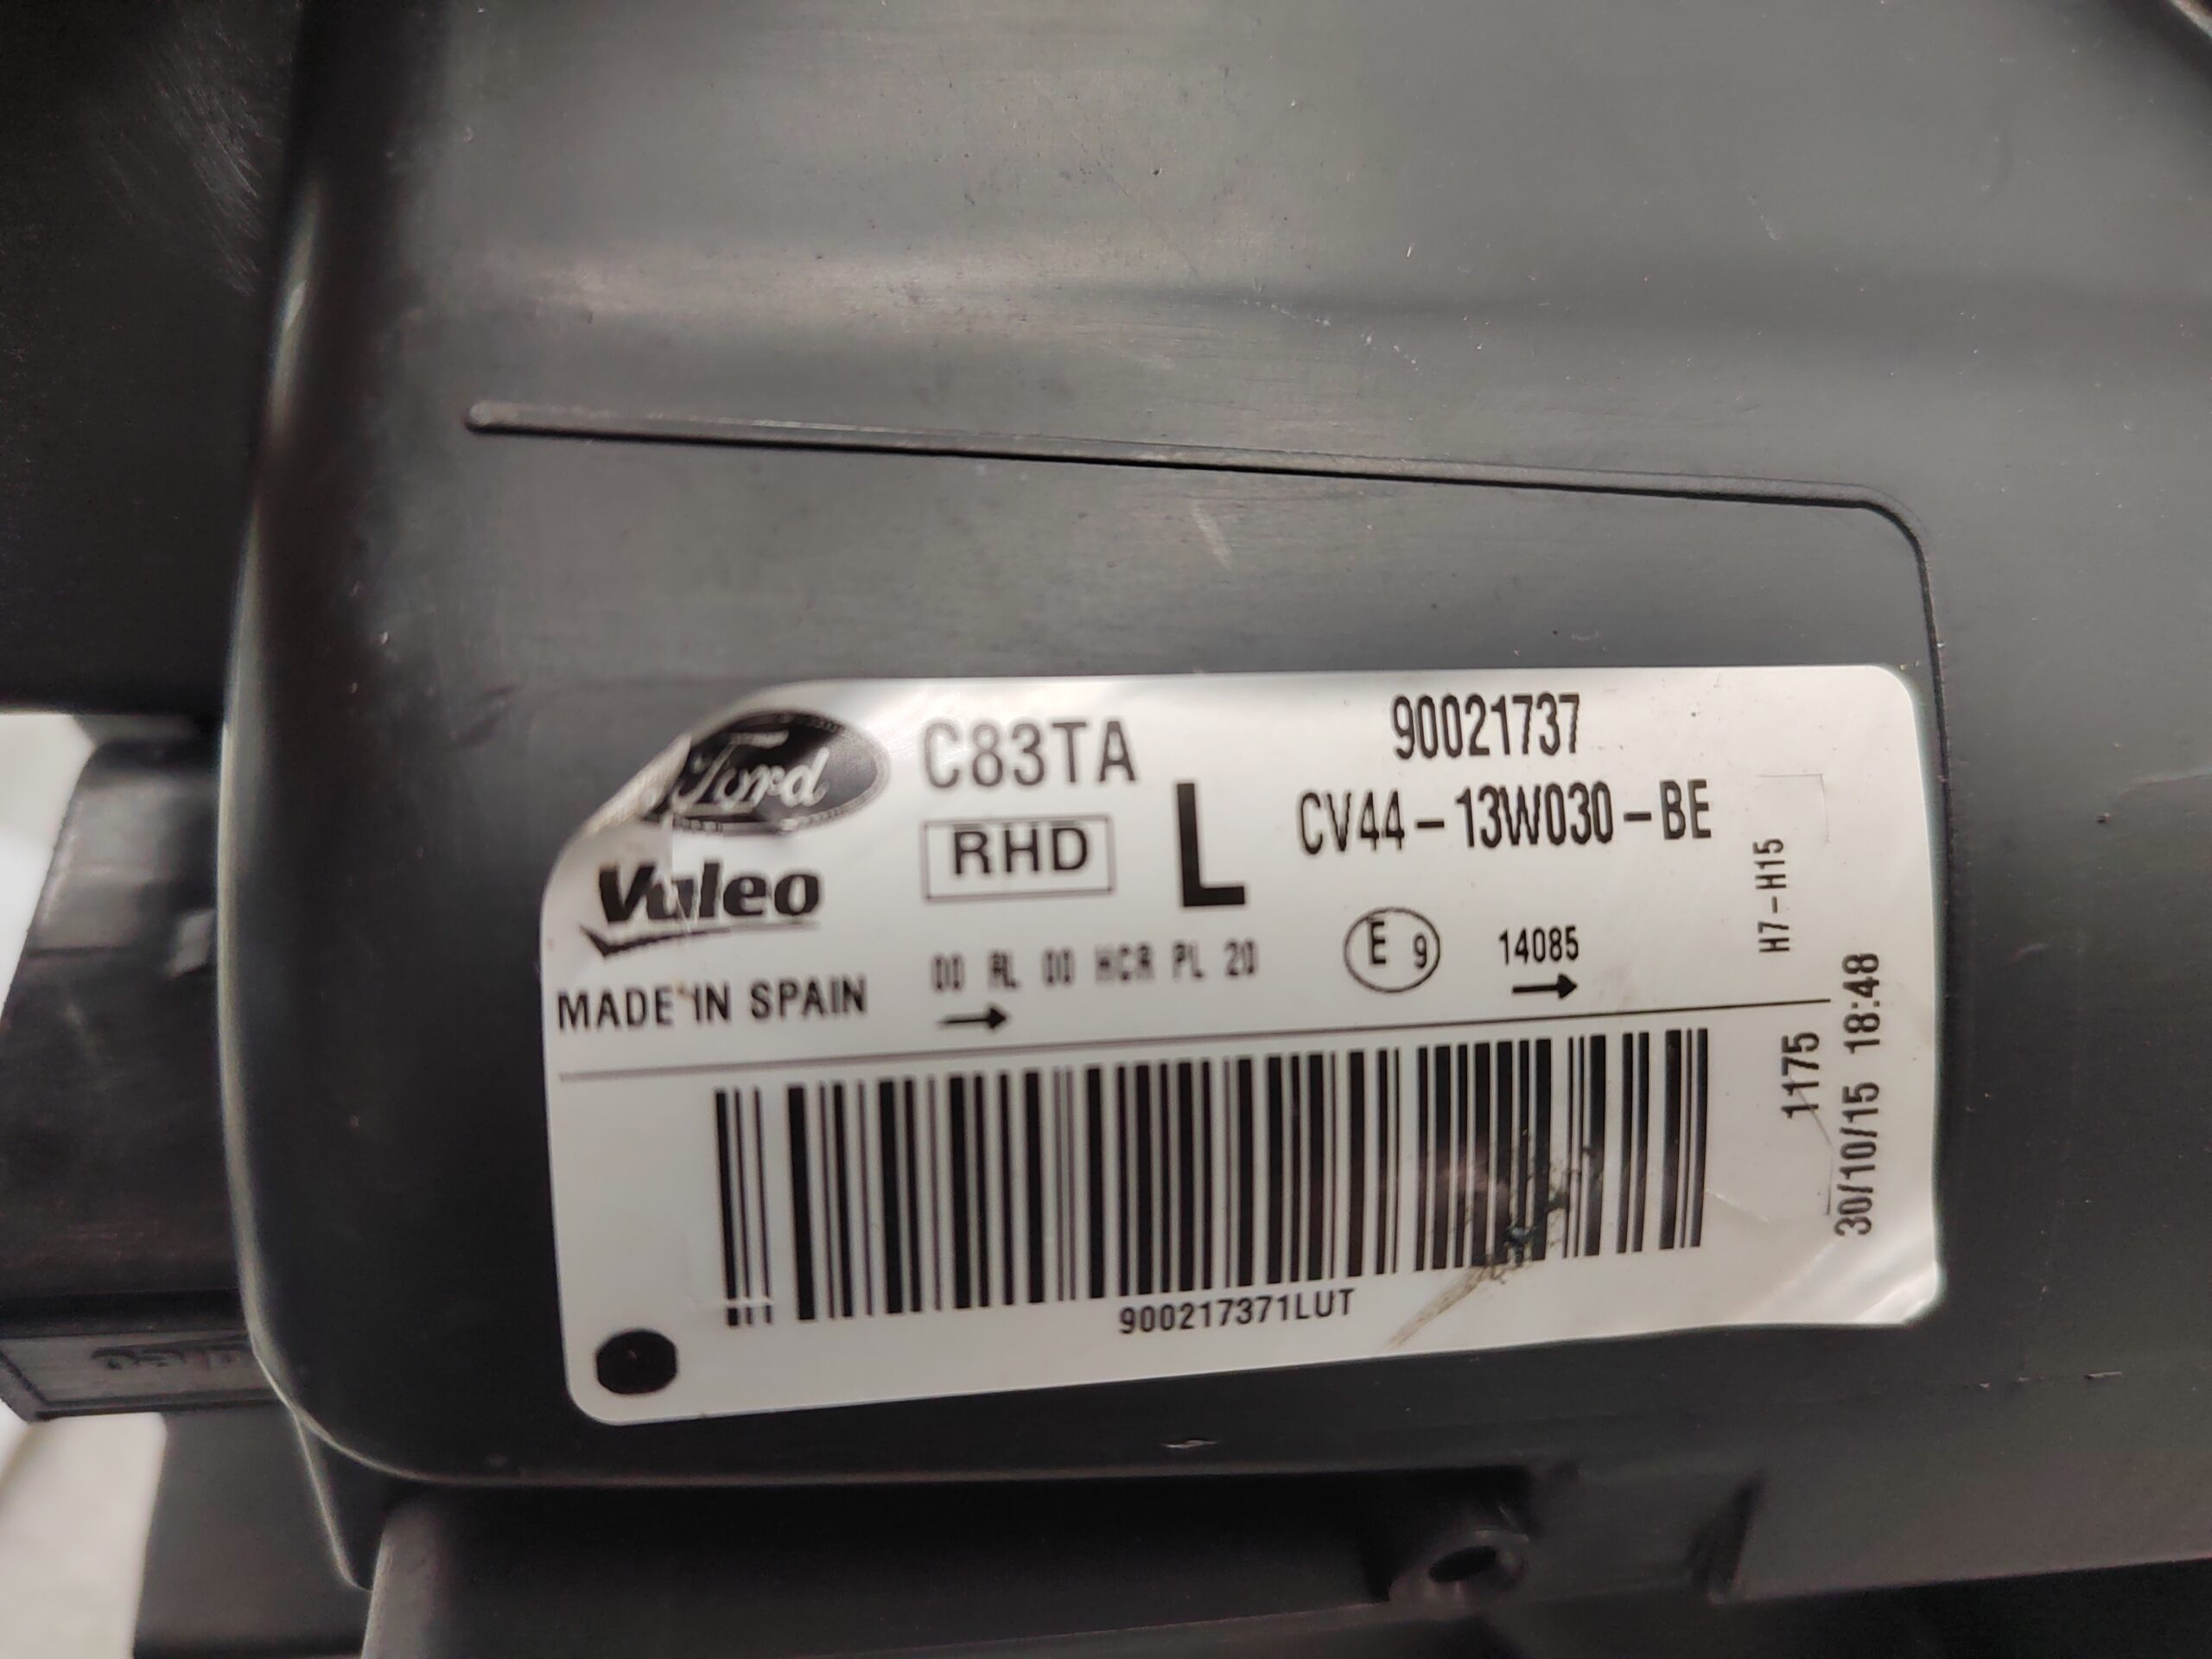 Ford
C83TA
90021737
RHD
L
CV44-13W030-BE
Valeo
MADE IN SPAIN
00 RL 00 HCR PL 20
→
E 9
14085
→
H7-H15
1175
30/10/15 18:48
900217371LUT